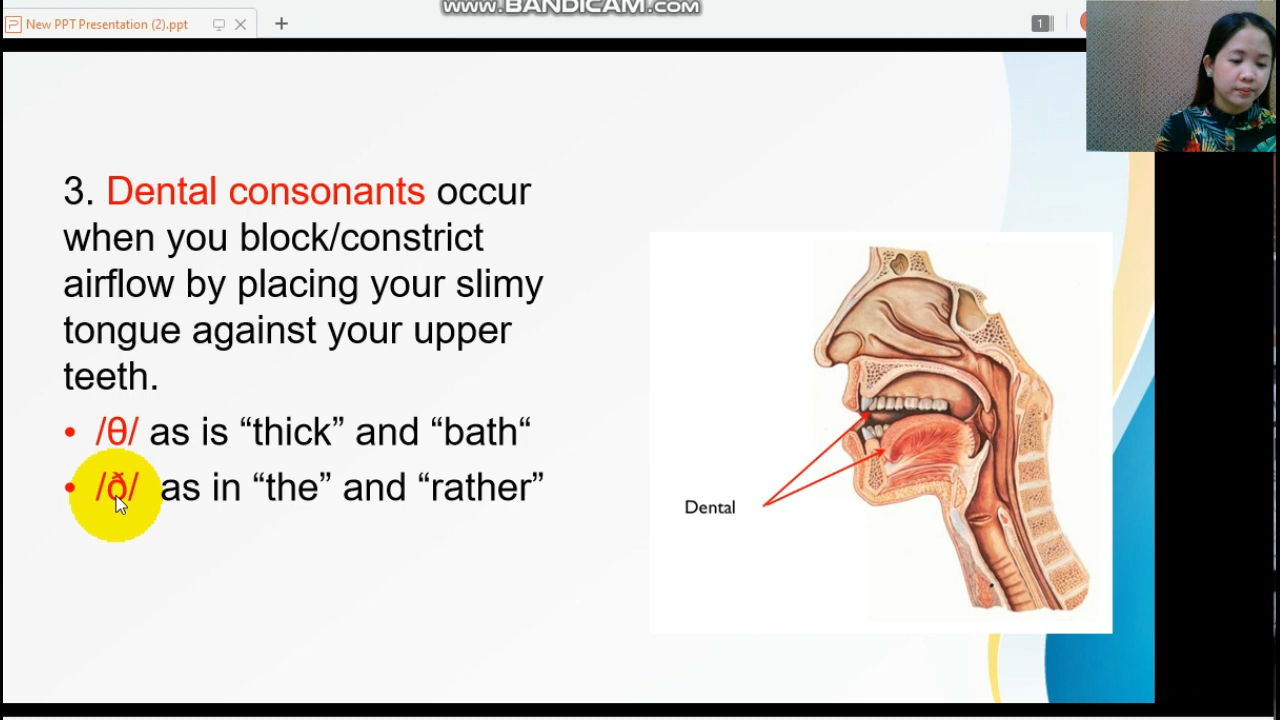 www.BANDICAM.com
New PPT Presentation (2).ppt
1
3. Dental consonants occur
when you block/constrict
airflow by placing your slimy
tongue against your upper
teeth.
• /θ/ as is “thick” and “bath“
• /ð/ as in “the” and “rather”
Dental